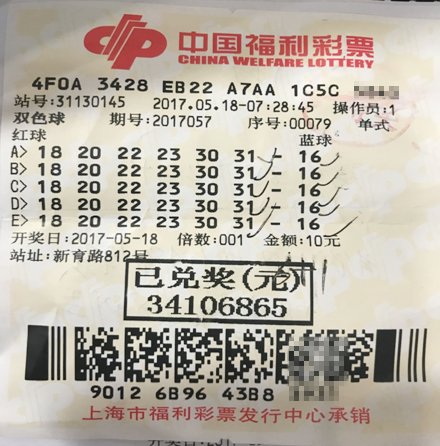 中国福利彩票
CHINA WELFARE LOTTERY
4F0A 3428 EB22 A7AA 1C5C
站号:31130145 2017.05.18-07:28:45 操作员:1
双色球 期号:2017057 序号:00079 单式
红球 蓝球
A> 18 20 22 23 30 31 - 16
B> 18 20 22 23 30 31 - 16
C> 18 20 22 23 30 31 - 16
D> 18 20 22 23 30 31 - 16
E> 18 20 22 23 30 31 - 16
开奖日:2017-05-18 倍数:001 金额:10元
站址:新育路812号
已兑奖(元)
34106865
9012 6B96 43B8
上海市福利彩票发行中心承销